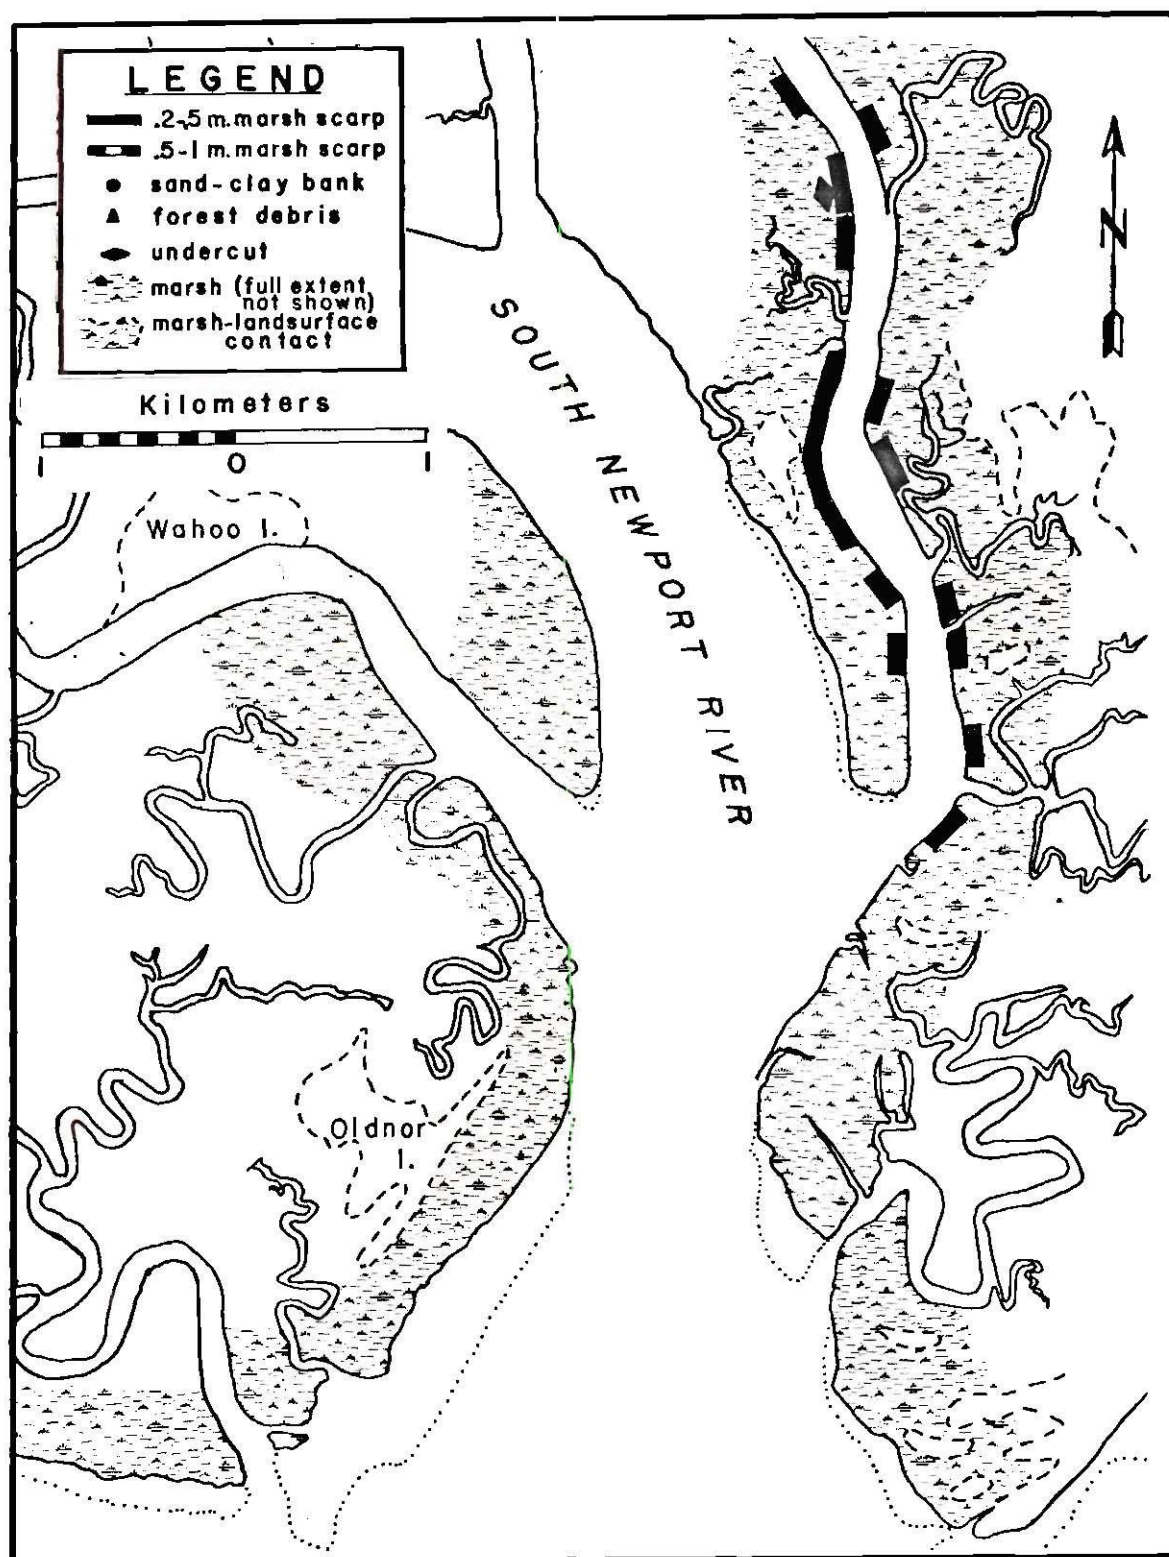 LEGEND
.2-.5 m. marsh scarp
.5-1 m. marsh scarp
sand-clay bank
forest debris
undercut
marsh (full extent
not shown)
marsh-landsurface
contact
Kilometers
1 0 1
N
SOUTH NEWPORT RIVER
Wahoo I.
Oldnor
I.